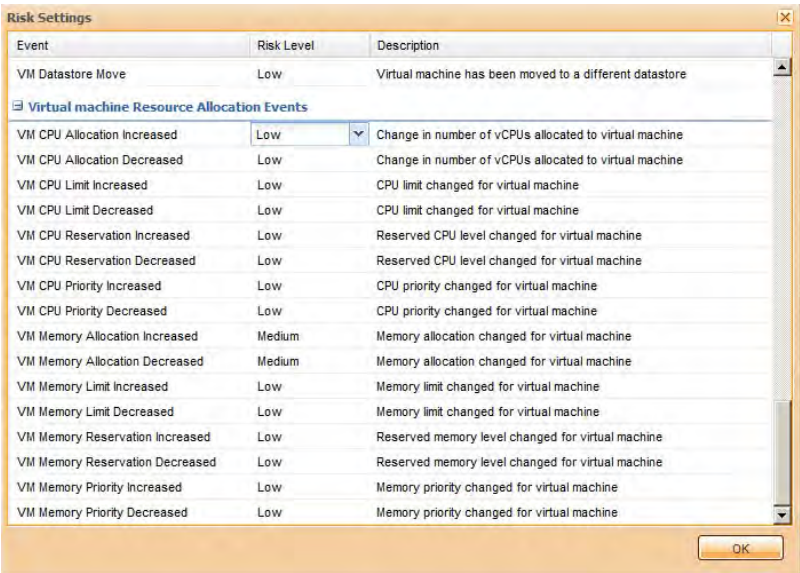 Risk Settings
Event Risk Level Description
VM Datastore Move Low Virtual machine has been moved to a different datastore
Virtual machine Resource Allocation Events
VM CPU Allocation Increased Low Change in number of vCPUs allocated to virtual machine
VM CPU Allocation Decreased Low Change in number of vCPUs allocated to virtual machine
VM CPU Limit Increased Low CPU limit changed for virtual machine
VM CPU Limit Decreased Low CPU limit changed for virtual machine
VM CPU Reservation Increased Low Reserved CPU level changed for virtual machine
VM CPU Reservation Decreased Low Reserved CPU level changed for virtual machine
VM CPU Priority Increased Low CPU priority changed for virtual machine
VM CPU Priority Decreased Low CPU priority changed for virtual machine
VM Memory Allocation Increased Medium Memory allocation changed for virtual machine
VM Memory Allocation Decreased Medium Memory allocation changed for virtual machine
VM Memory Limit Increased Low Memory limit changed for virtual machine
VM Memory Limit Decreased Low Memory limit changed for virtual machine
VM Memory Reservation Increased Low Reserved memory level changed for virtual machine
VM Memory Reservation Decreased Low Reserved memory level changed for virtual machine
VM Memory Priority Increased Low Memory priority changed for virtual machine
VM Memory Priority Decreased Low Memory priority changed for virtual machine
OK